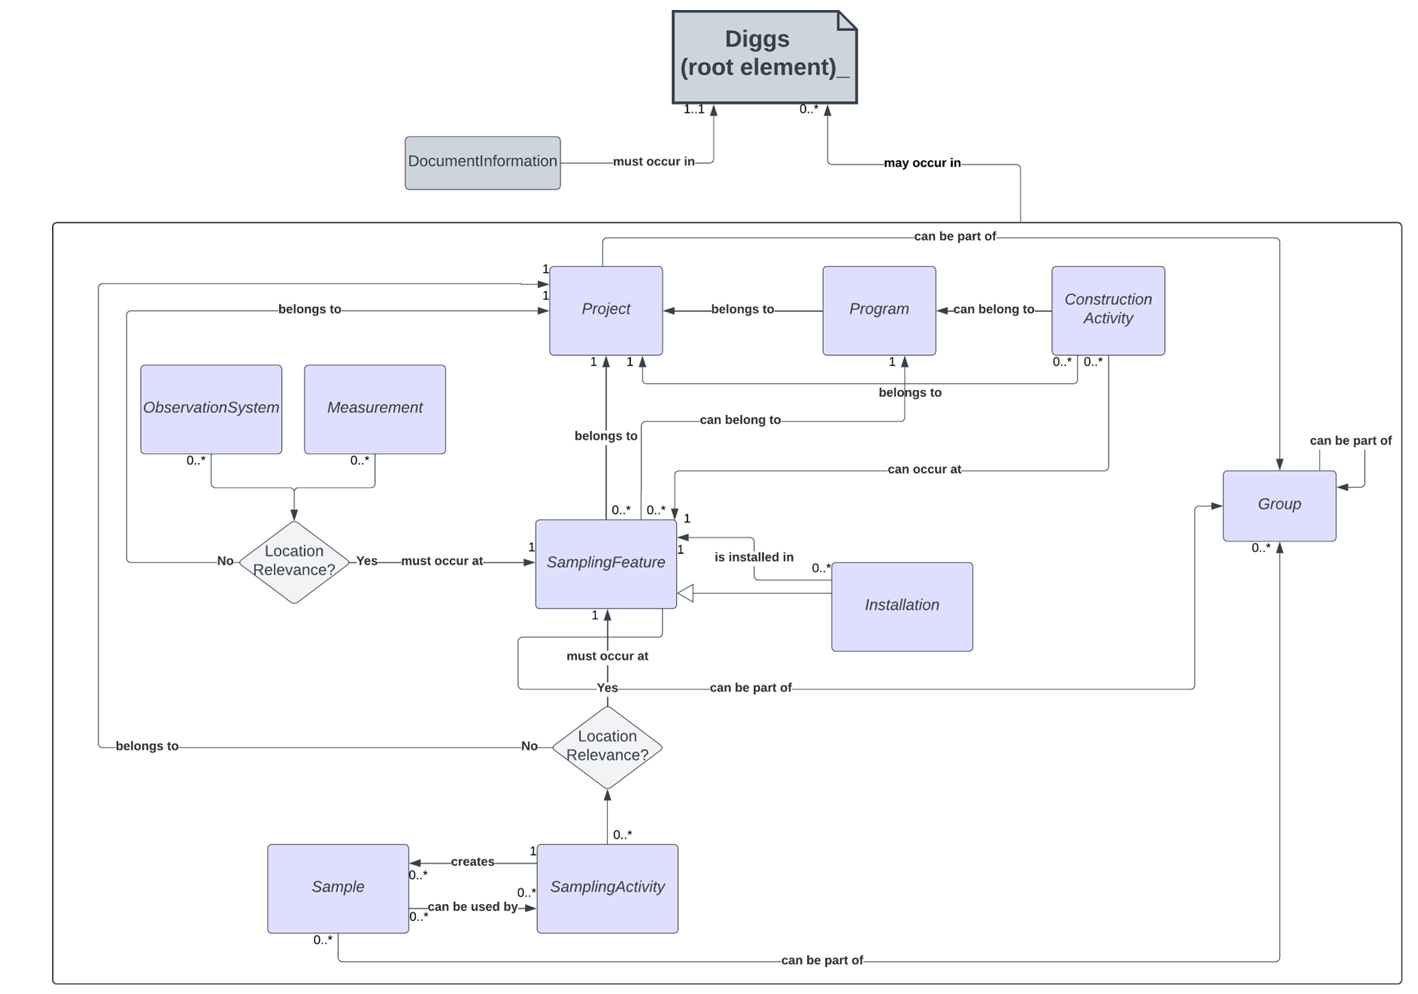 Diggs
(root element)_
1..1
0..*
DocumentInformation
must occur in
may occur in
can be part of
1
1
belongs to
Project
belongs to
Program
can belong to
Construction
Activity
1
1
1
0..*
0..*
belongs to
ObservationSystem
Measurement
can belong to
belongs to
can be part of
0..*
0..*
can occur at
Group
0..*
0..*
1
1
1
SamplingFeature
is installed in
0..*
0..*
Location
Relevance?
No
Yes
must occur at
Installation
1
must occur at
Yes
can be part of
Location
Relevance?
No
belongs to
0..*
Sample
creates
1
0..*
0..*
can be used by
0..*
SamplingActivity
0..*
can be part of